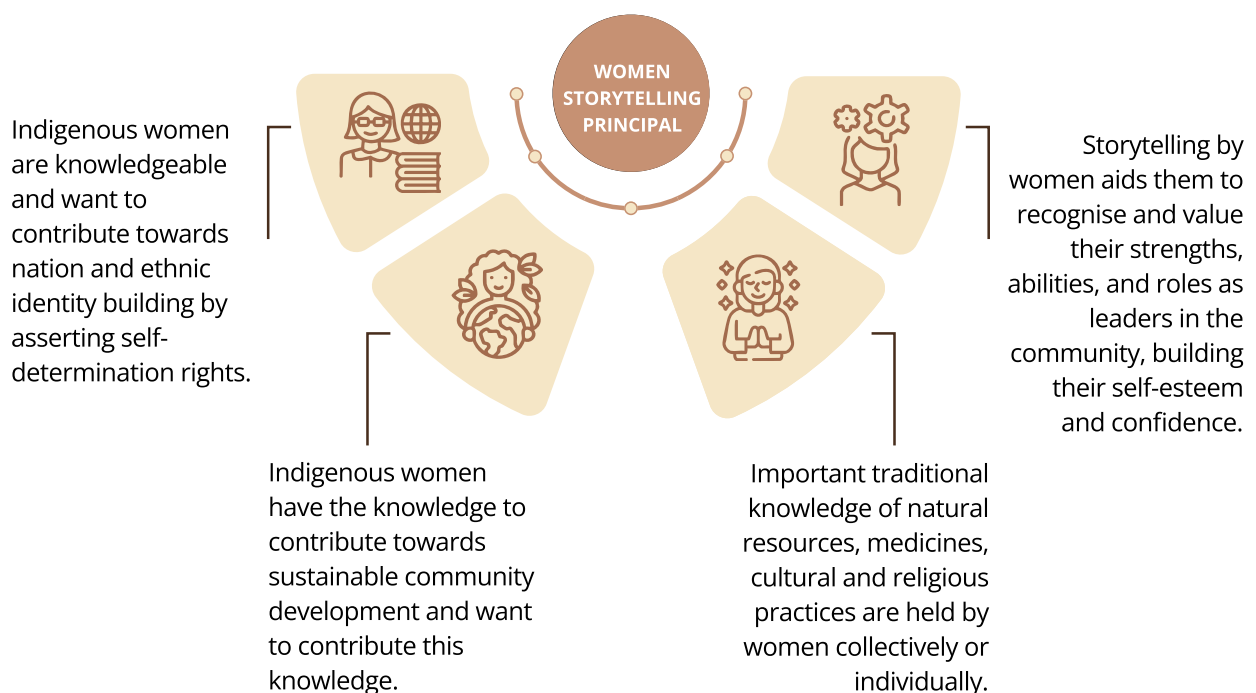 WOMEN
STORYTELLING
PRINCIPAL
Indigenous women
are knowledgeable
and want to
contribute towards
nation and ethnic
identity building by
asserting self-
determination rights.
Indigenous women
have the knowledge to
contribute towards
sustainable community
development and want
to contribute this
knowledge.
Important traditional
knowledge of natural
resources, medicines,
cultural and religious
practices are held by
women collectively or
individually.
Storytelling by
women aids them to
recognise and value
their strengths,
abilities, and roles as
leaders in the
community, building
their self-esteem
and confidence.